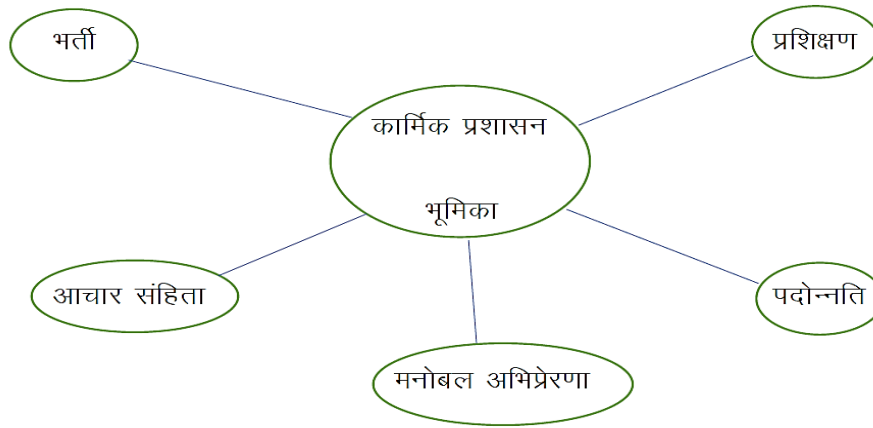 भर्ती
प्रशिक्षण
कार्मिक प्रशासन
भूमिका
आचार संहिता
पदोन्नति
मनोबल अभिप्रेरणा